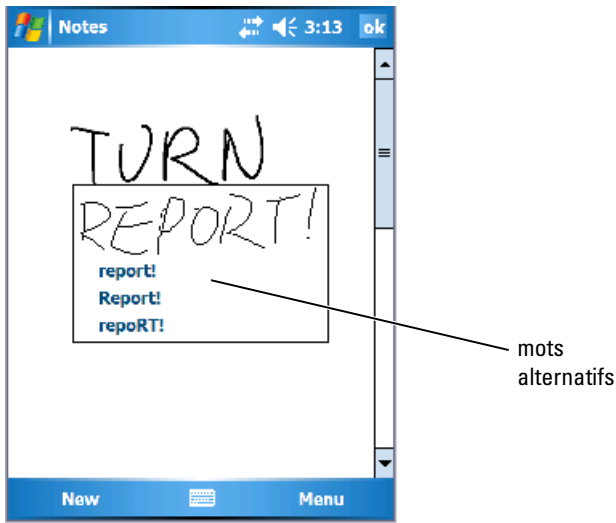 Notes 3:13 ok
TURN
REPORT!
report!
Report!
repoRT!
mots
alternatifs
New Menu